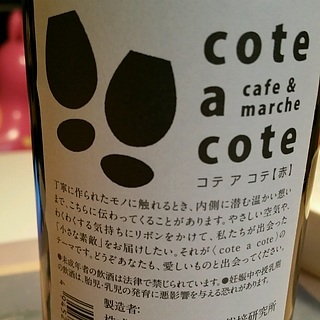 cote
a cafe &
marche
cote
コテ ア コテ【赤】
丁寧に作られたモノに触れるとき、内側に潜む温かい想い
まで、こちらに伝わってくることがあります。やさしい空気や、
わくわくする気持ちにリボンをかけて、私たちが出会った
「小さな素敵」をお届けしたい。それが《cote a cote》の
テーマです。どうぞあなたも、愛しいものと出会ってください。
●未成年者の飲酒は法律で禁じられています。●妊娠中や授乳期
の飲酒は、胎児・乳児の発育に悪影響を与える恐れがあります。
製造者:
培研究所